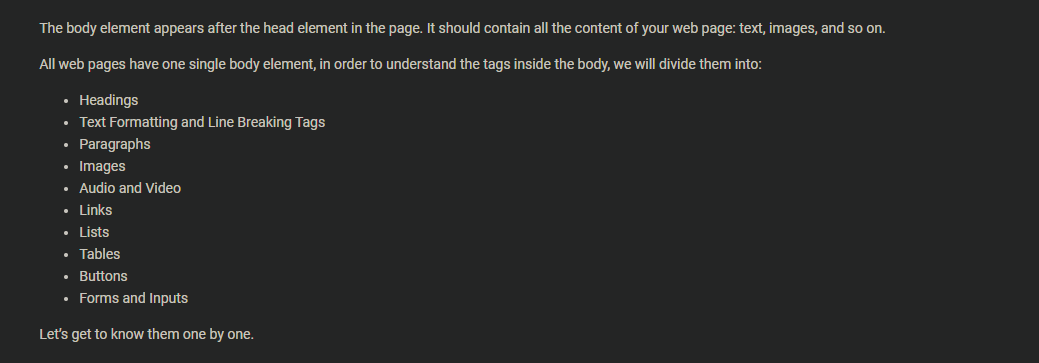 The body element appears after the head element in the page. It should contain all the content of your web page: text, images, and so on.
All web pages have one single body element, in order to understand the tags inside the body, we will divide them into:
• Headings
• Text Formatting and Line Breaking Tags
• Paragraphs
• Images
• Audio and Video
• Links
• Lists
• Tables
• Buttons
• Forms and Inputs
Let's get to know them one by one.